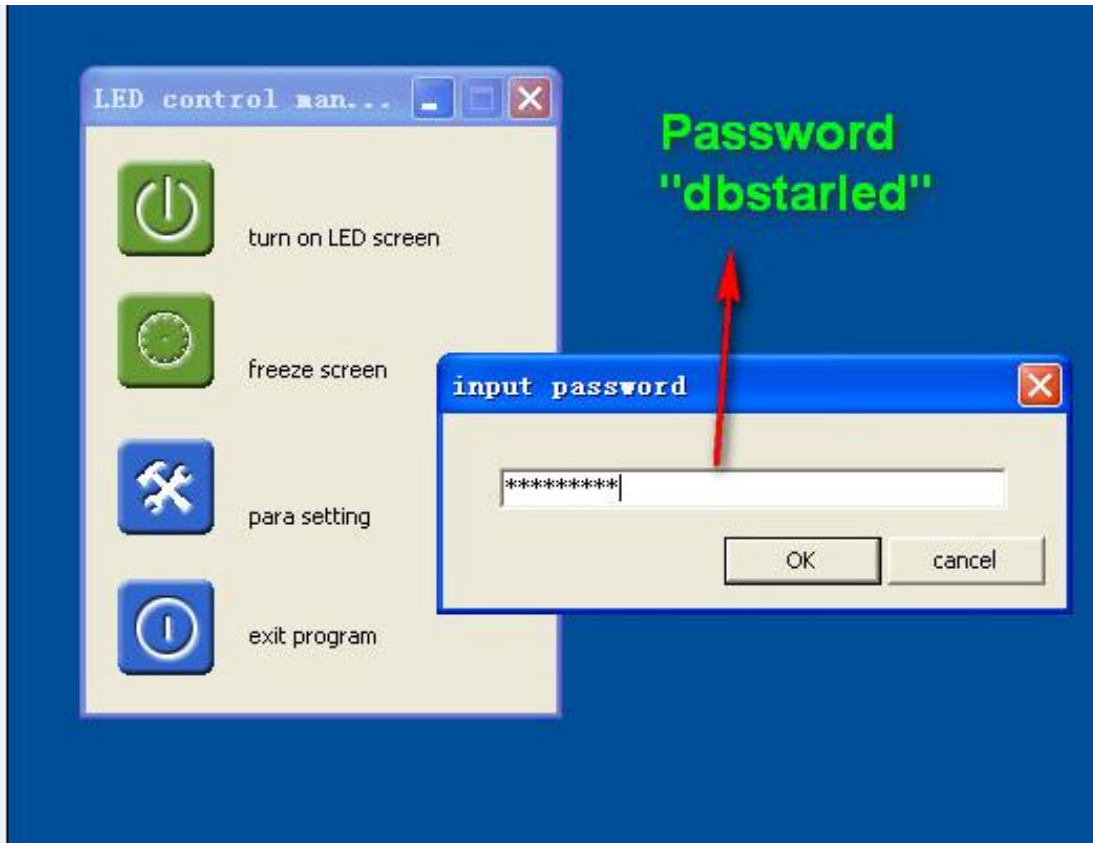 LED control man...
Password
"dbstarled"
turn on LED screen
freeze screen
input password
*********
para setting
OK
cancel
exit program